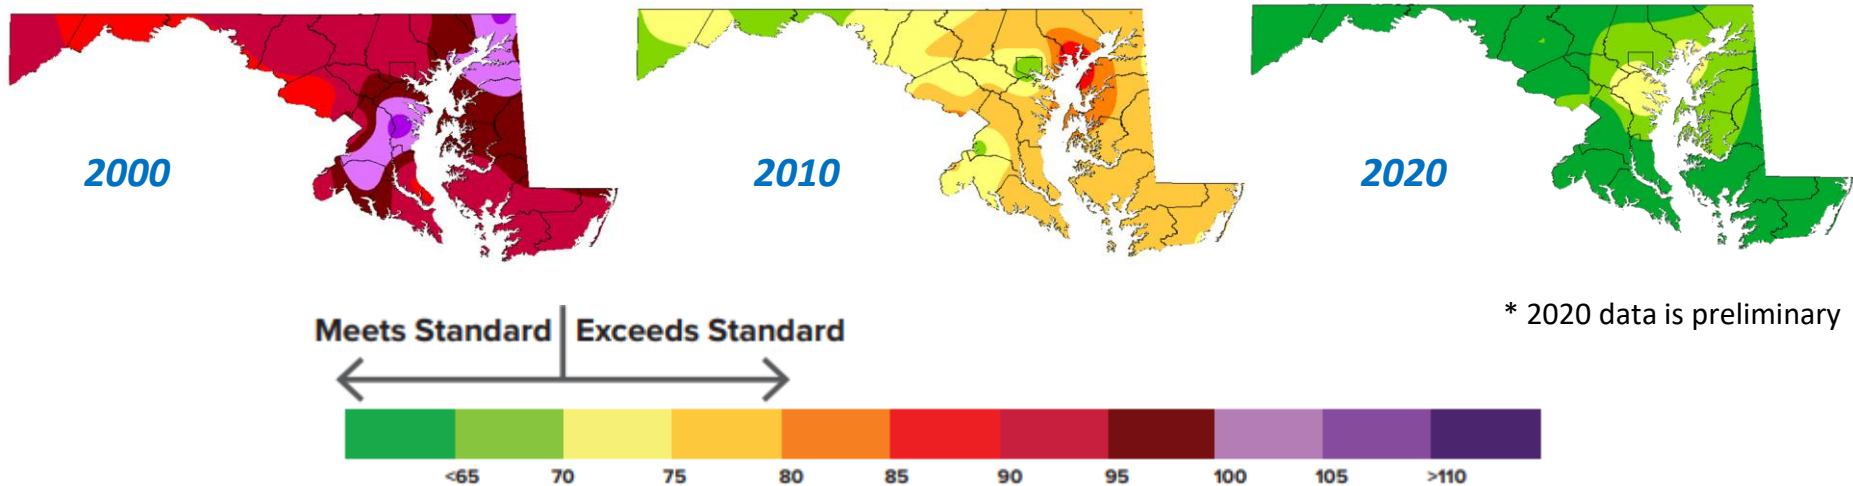 2000
2010
2020
* 2020 data is preliminary
Meets Standard Exceeds Standard
<65 70 75 80 85 90 95 100 105 >110